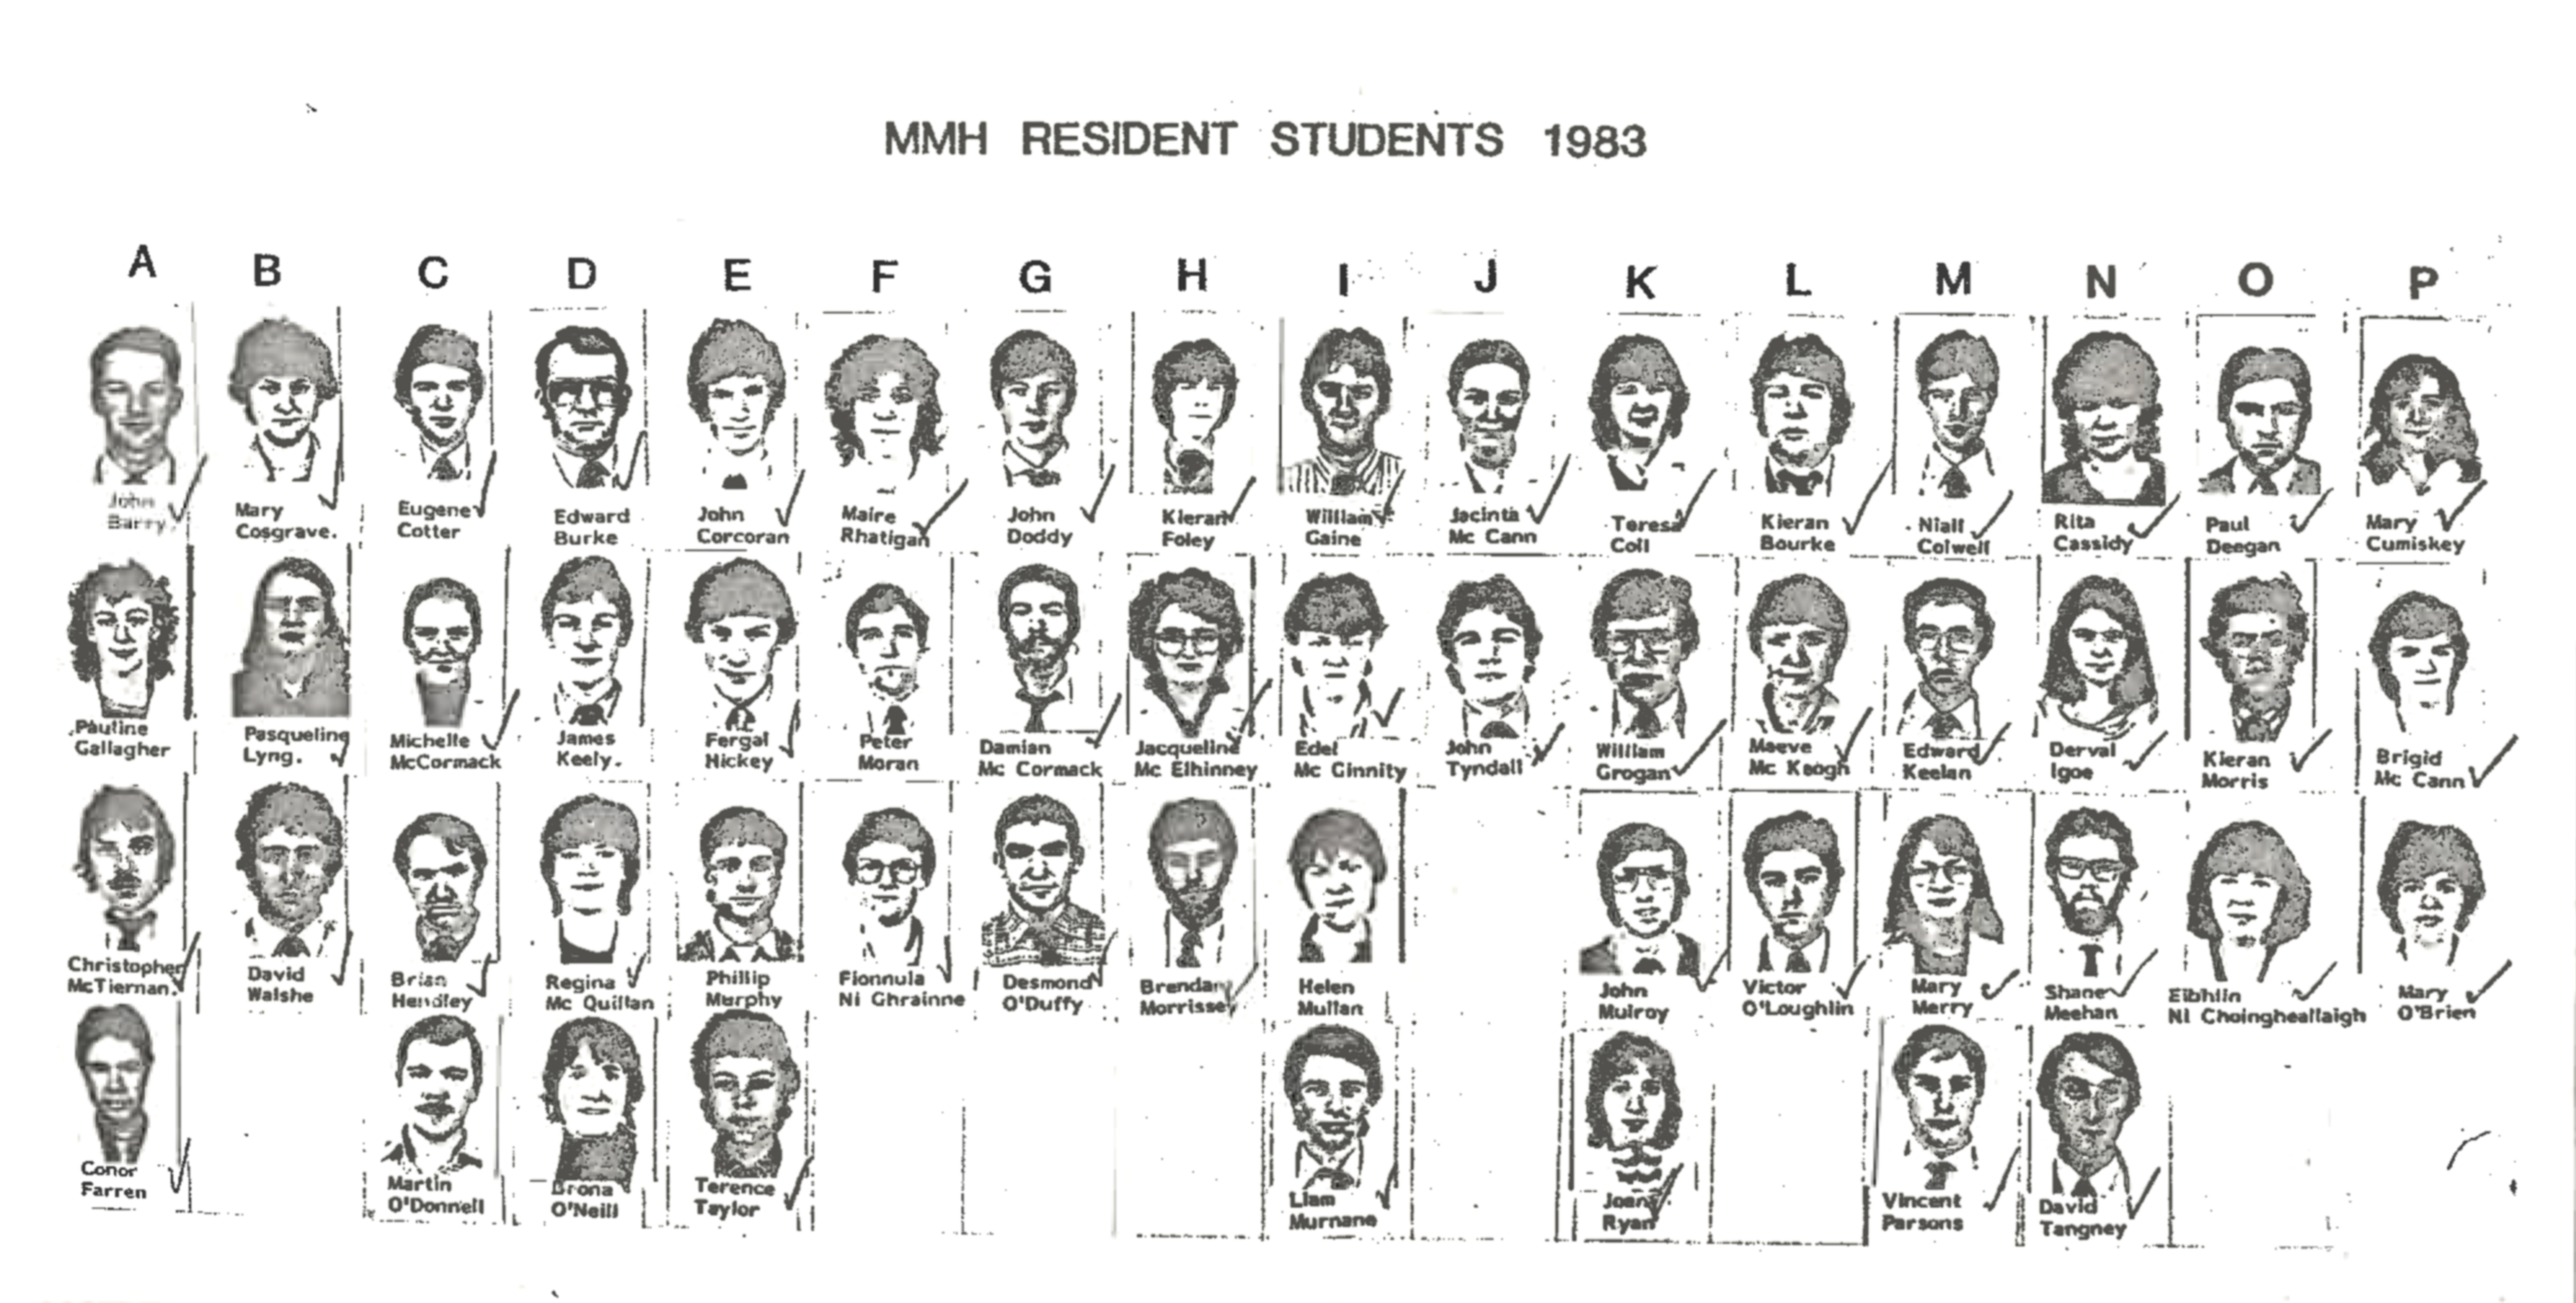 MMH RESIDENT STUDENTS 1983
A B C D E F G H I J K L M N O P
John
Barry
Mary
Cosgrave.
Eugene
Cotter
Edward
Burke
John
Corcoran
Maire
Rhatigan
John
Doddy
Kieran
Foley
William
Gaine
Jacinta
Mc Cann
Teresa
Coll
Kieran
Bourke
Niall
Colwell
Rita
Cassidy
Paul
Deegan
Mary
Cumiskey
Pauline
Gallagher
Pasqueline
Lyng.
Michelle
McCormack
James
Keely.
Fergal
Hickey
Peter
Moran
Damian
Mc Cormack
Jacqueline
Mc Elhinney
Edel
Mc Ginnity
John
Tyndall
William
Grogan
Maeve
Mc Keogh
Edward
Keelan
Derval
Igoe
Kieran
Morris
Brigid
Mc Cann
Christopher
McTiernan.
David
Walshe
Brian
Hendley
Regina
Mc Quillan
Phillip
Murphy
Fionnula
Ni Ghrainne
Desmond
O'Duffy
Brendan
Morrissey
Helen
Mullan
John
Mulroy
Victor
O'Loughlin
Mary
Merry
Shane
Meehan
Eibhlin
Ni Choingheallaigh
Mary
O'Brien
Conor
Farren
Martin
O'Donnell
Brona
O'Neill
Terence
Taylor
Liam
Murnane
Joan
Ryan
Vincent
Parsons
David
Tangney